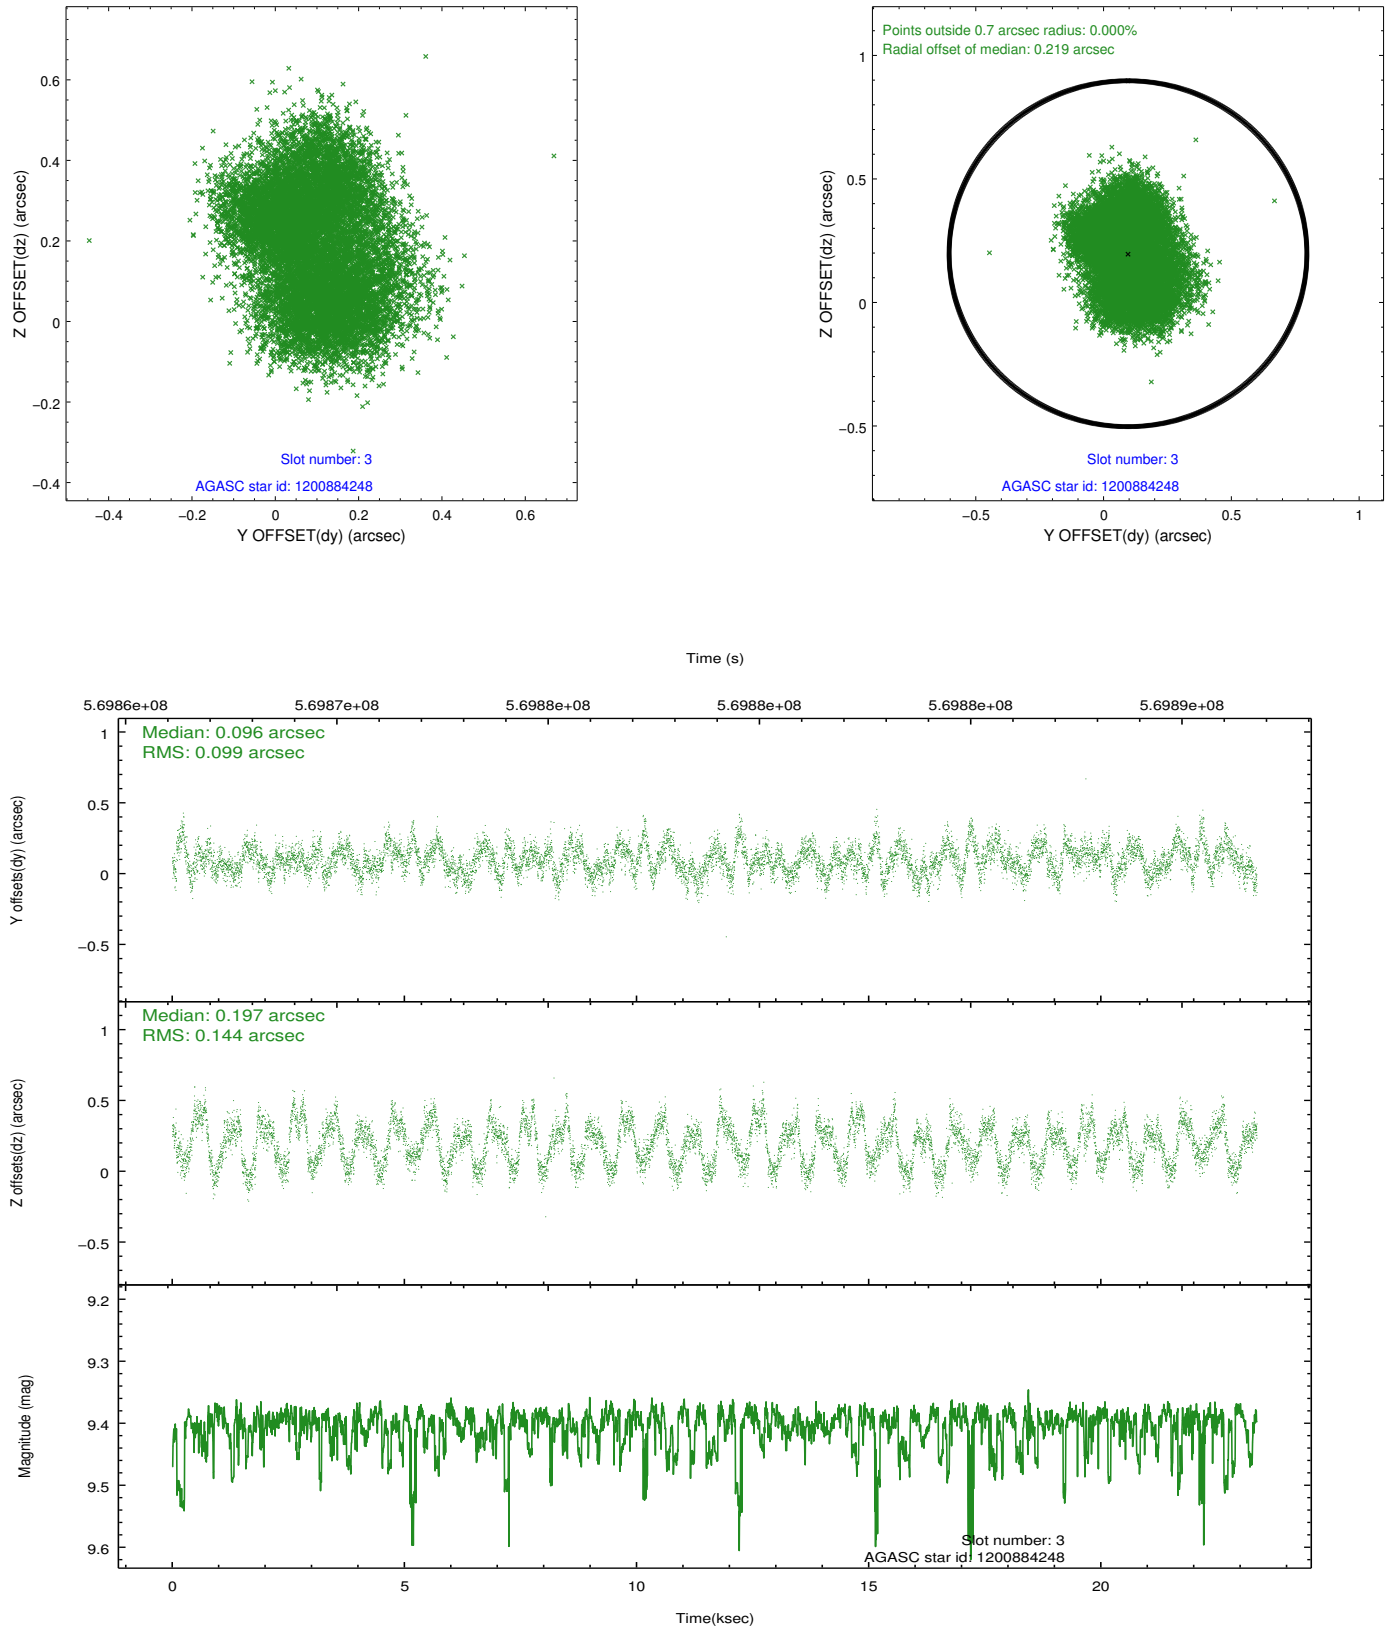 Z OFFSET(dz) (arcsec)
0.6
0.4
0.2
0
−0.2
−0.4
Slot number: 3
AGASC star id: 1200884248
−0.4 −0.2 0 0.2 0.4 0.6
Y OFFSET(dy) (arcsec)
Points outside 0.7 arcsec radius: 0.000%
Radial offset of median: 0.219 arcsec
Z OFFSET(dz) (arcsec)
1
0.5
0
−0.5
Slot number: 3
AGASC star id: 1200884248
−0.5 0 0.5 1
Y OFFSET(dy) (arcsec)
Time (s)
5.6986e+08 5.6987e+08 5.6988e+08 5.6988e+08 5.6988e+08 5.6989e+08
Median: 0.096 arcsec
RMS: 0.099 arcsec
Y offsets(dy) (arcsec)
1
0.5
0
−0.5
Median: 0.197 arcsec
RMS: 0.144 arcsec
Z offsets(dz) (arcsec)
1
0.5
0
−0.5
Magnitude (mag)
9.2
9.3
9.4
9.5
9.6
Slot number: 3
AGASC star id: 1200884248
0 5 10 15 20
Time(ksec)